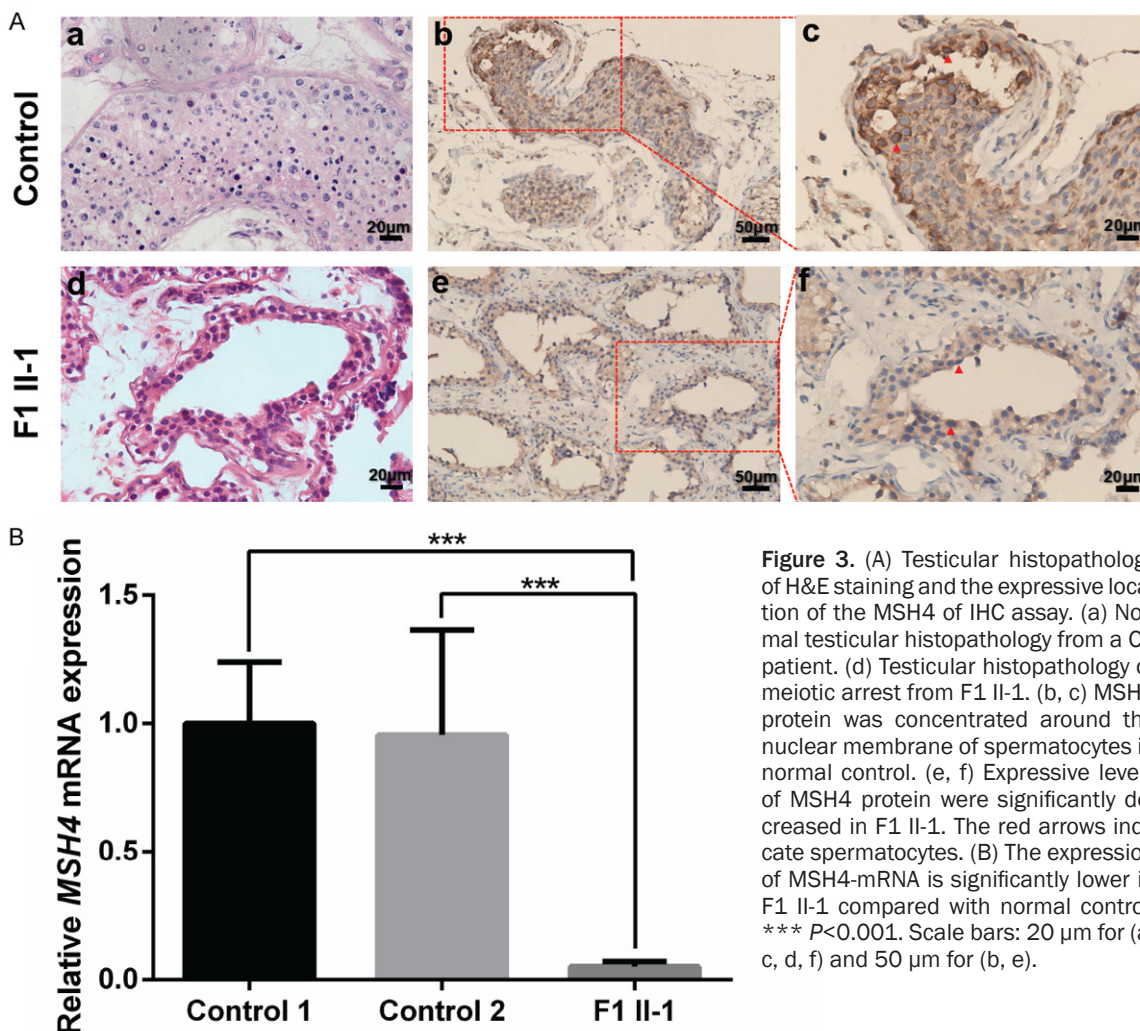 A
Control
a
20μm
b
50μm
c
20μm
F1 II-1
d
20μm
e
50μm
f
20μm
B
Relative MSH4 mRNA expression
1.5
1.0
0.5
0.0
***
***
Control 1
Control 2
F1 II-1
Figure 3. (A) Testicular histopatholog
of H&E staining and the expressive loca
tion of the MSH4 of IHC assay. (a) No
mal testicular histopathology from a
patient. (d) Testicular histopathology
meiotic arrest from F1 II-1. (b, c) MSH
protein was concentrated around th
nuclear membrane of spermatocytes i
normal control. (e, f) Expressive level
of MSH4 protein were significantly de
creased in F1 II-1. The red arrows ind
cate spermatocytes. (B) The expression
of MSH4-mRNA is significantly lower i
F1 II-1 compared with normal control
*** P<0.001. Scale bars: 20 μm for (a
c, d, f) and 50 μm for (b, e).